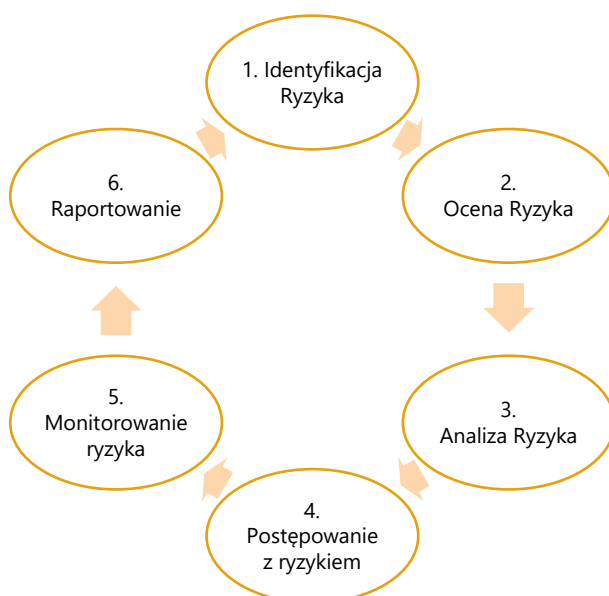 1. Identyfikacja
Ryzyka
2.
Ocena Ryzyka
3.
Analiza Ryzyka
4.
Postępowanie
z ryzykiem
5.
Monitorowanie
ryzyka
6.
Raportowanie